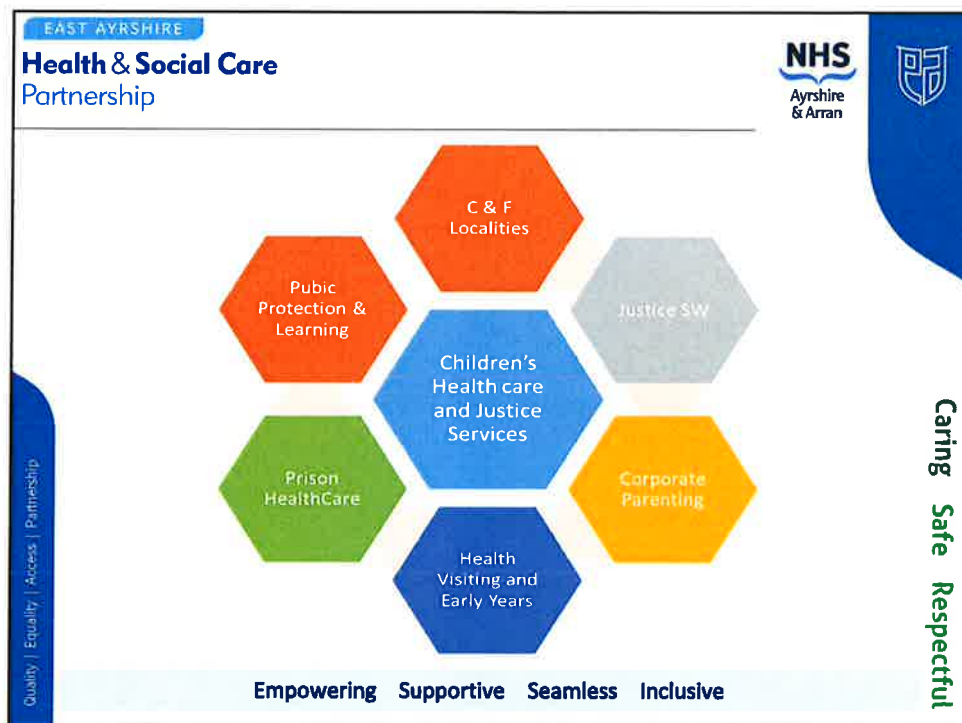 EAST AYRSHIRE
Health & Social Care
Partnership
NHS
Ayrshire
& Arran
C & F
Localities
Pubic
Protection &
Learning
Justice SW
Children's
Health care
and Justice
Services
Prison
HealthCare
Corporate
Parenting
Health
Visiting and
Early Years
Quality | Equality | Access | Partnership
Caring Safe Respectful
Empowering Supportive Seamless Inclusive